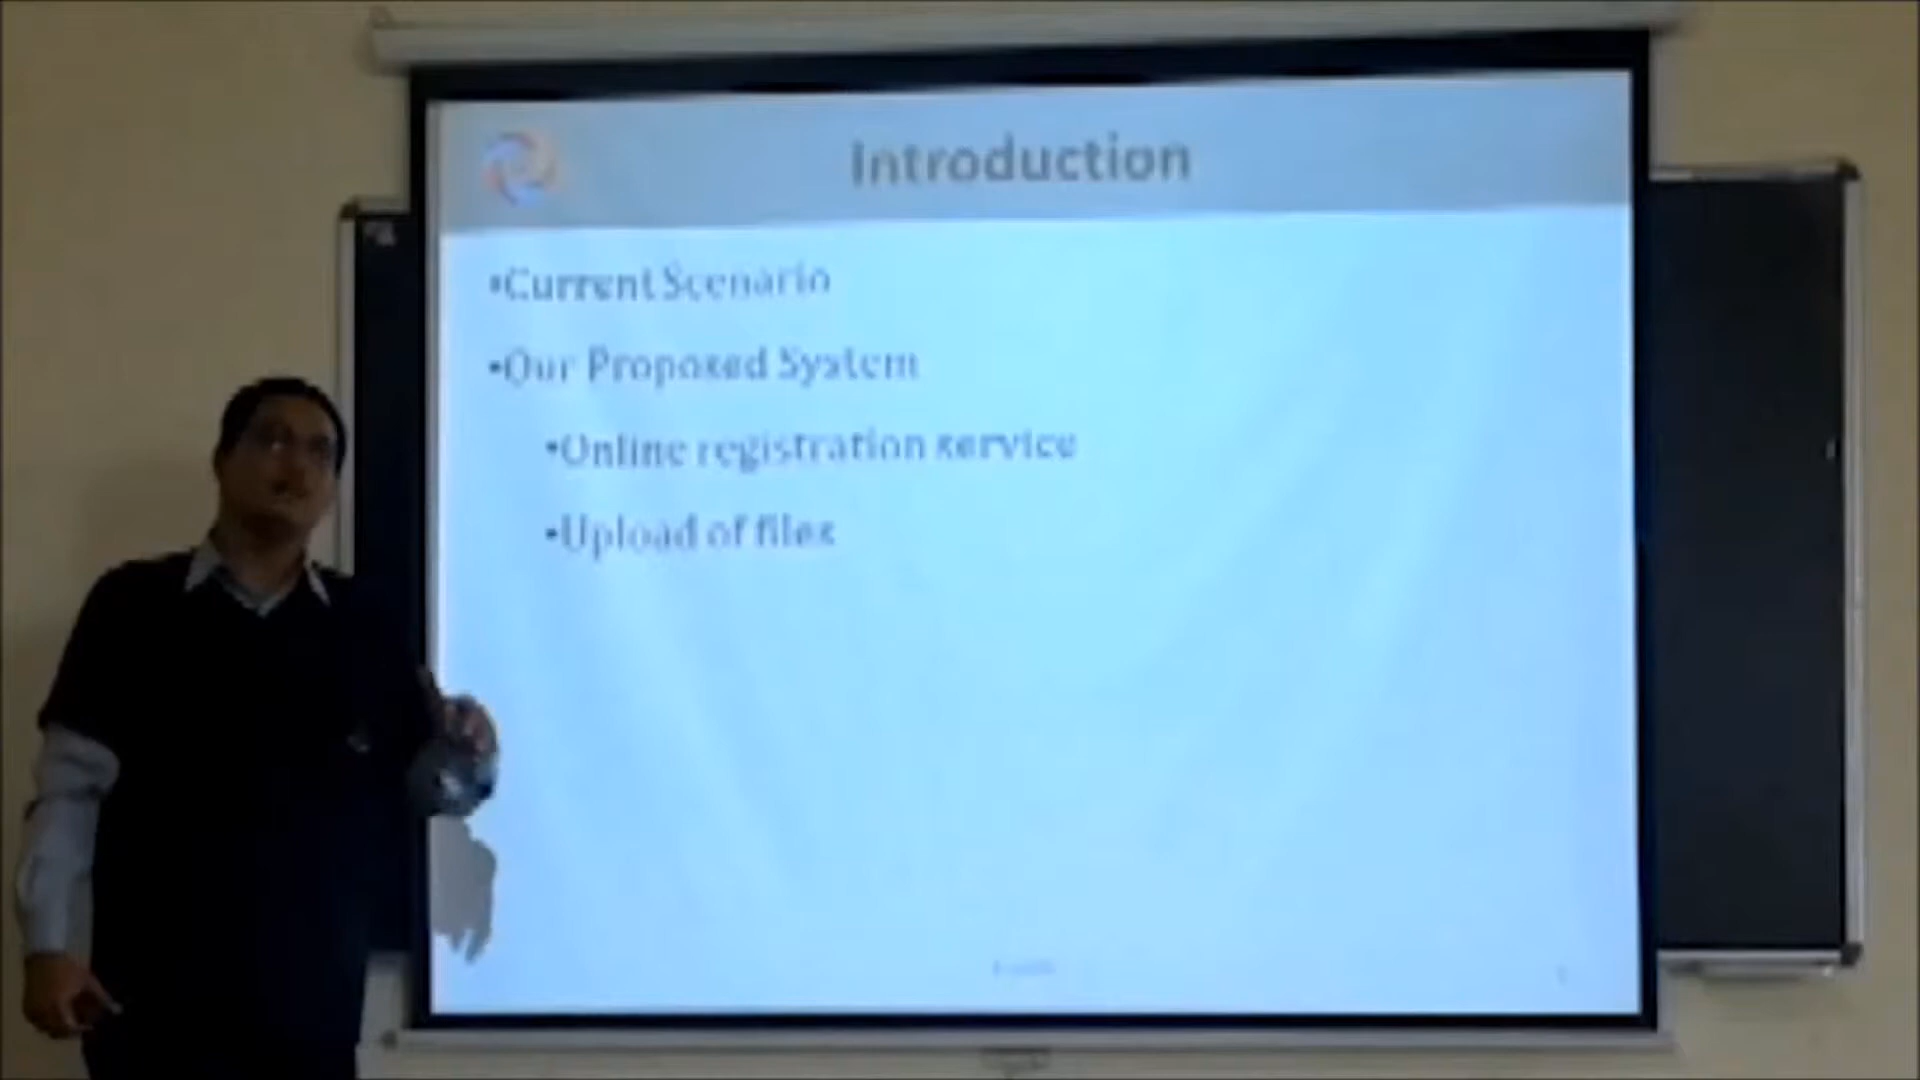 Introduction
•Current Scenario
•Our Proposed System
•Online registration service
•Upload of files